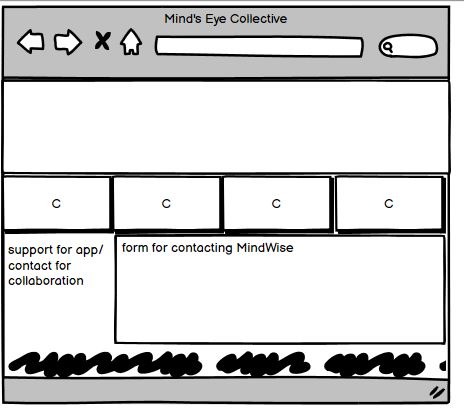 Mind's Eye Collective
C C C C
support for app/
contact for
collaboration
form for contacting MindWise